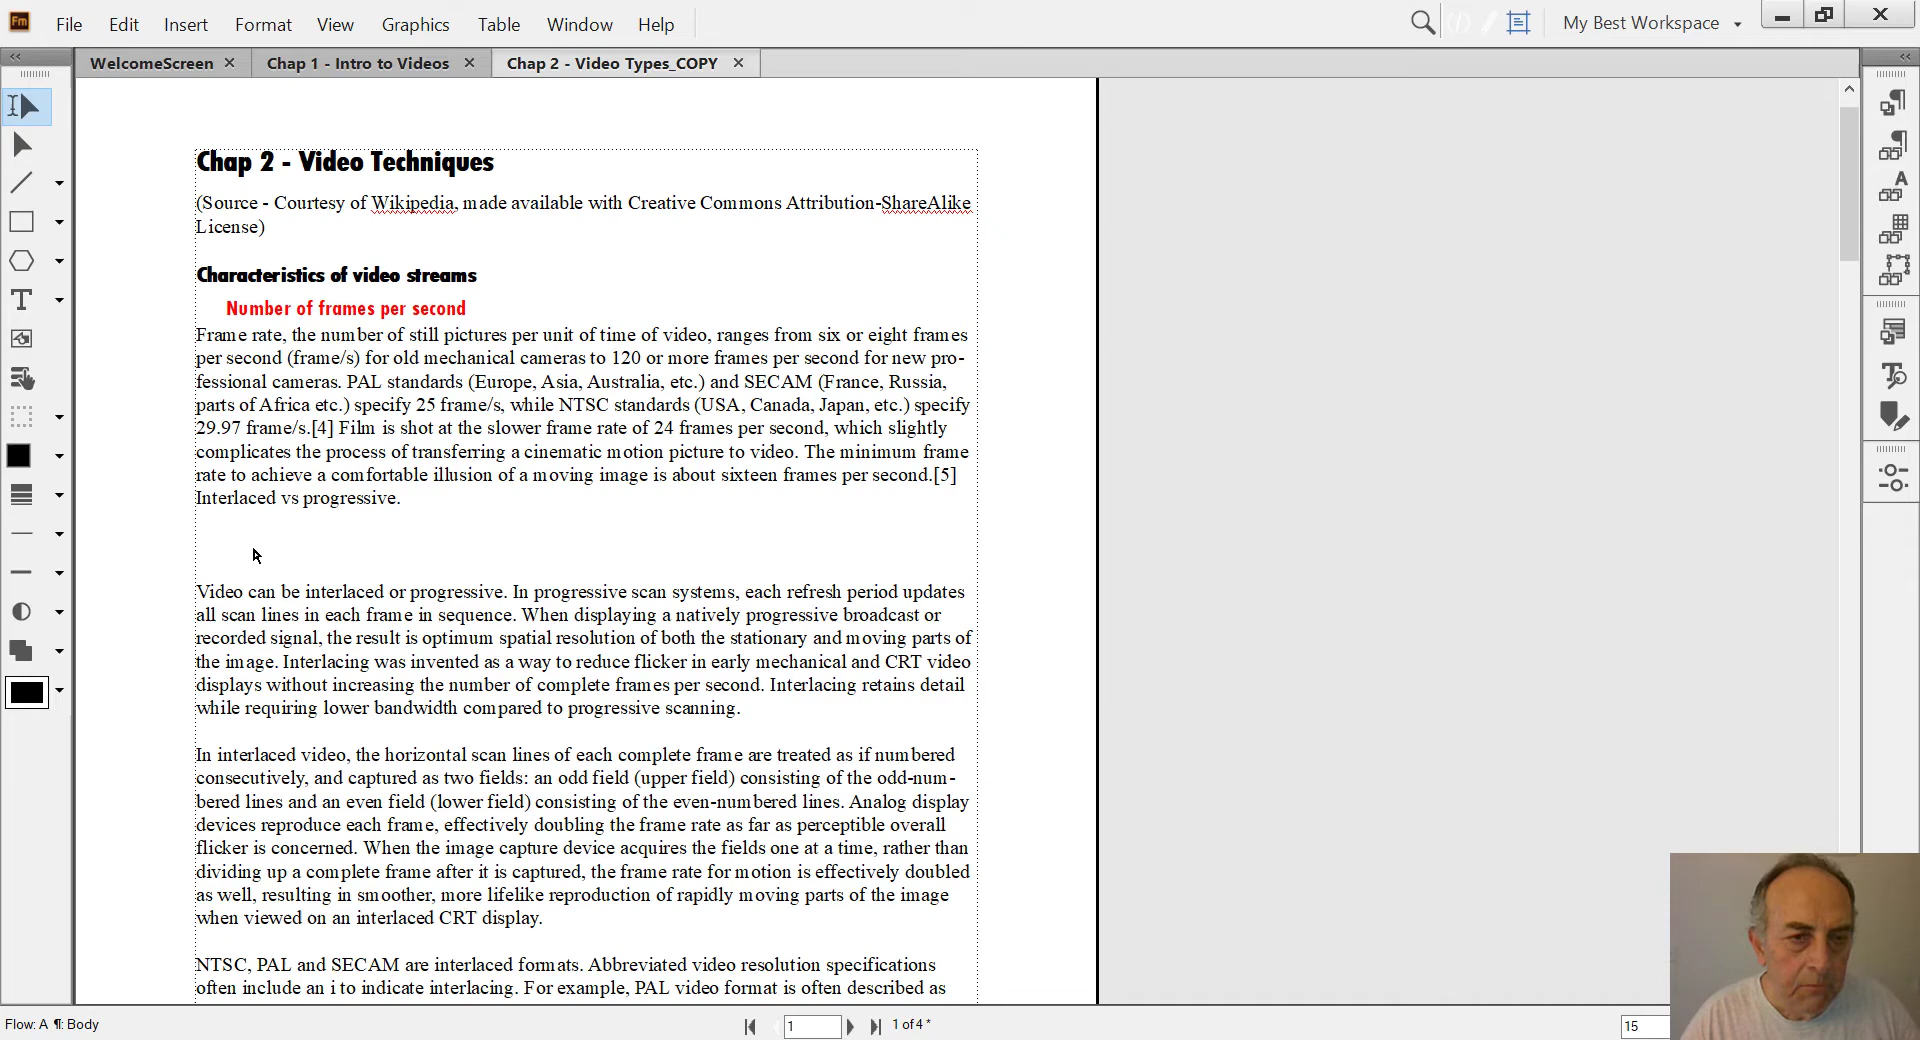 Fm File Edit Insert Format View Graphics Table Window Help My Best Workspace
WelcomeScreen Chap 1 - Intro to Videos Chap 2 - Video Types_COPY
Chap 2 - Video Techniques
(Source - Courtesy of Wikipedia, made available with Creative Commons Attribution-ShareAlike
License)
Characteristics of video streams
Number of frames per second
Frame rate, the number of still pictures per unit of time of video, ranges from six or eight frames
per second (frame/s) for old mechanical cameras to 120 or more frames per second for new pro-
fessional cameras. PAL standards (Europe, Asia, Australia, etc.) and SECAM (France, Russia,
parts of Africa etc.) specify 25 frame/s, while NTSC standards (USA, Canada, Japan, etc.) specify
29.97 frame/s.[4] Film is shot at the slower frame rate of 24 frames per second, which slightly
complicates the process of transferring a cinematic motion picture to video. The minimum frame
rate to achieve a comfortable illusion of a moving image is about sixteen frames per second.[5]
Interlaced vs progressive.
Video can be interlaced or progressive. In progressive scan systems, each refresh period updates
all scan lines in each frame in sequence. When displaying a natively progressive broadcast or
recorded signal, the result is optimum spatial resolution of both the stationary and moving parts of
the image. Interlacing was invented as a way to reduce flicker in early mechanical and CRT video
displays without increasing the number of complete frames per second. Interlacing retains detail
while requiring lower bandwidth compared to progressive scanning.
In interlaced video, the horizontal scan lines of each complete frame are treated as if numbered
consecutively, and captured as two fields: an odd field (upper field) consisting of the odd-num-
bered lines and an even field (lower field) consisting of the even-numbered lines. Analog display
devices reproduce each frame, effectively doubling the frame rate as far as perceptible overall
flicker is concerned. When the image capture device acquires the fields one at a time, rather than
dividing up a complete frame after it is captured, the frame rate for motion is effectively doubled
as well, resulting in smoother, more lifelike reproduction of rapidly moving parts of the image
when viewed on an interlaced CRT display.
NTSC, PAL and SECAM are interlaced formats. Abbreviated video resolution specifications
often include an i to indicate interlacing. For example, PAL video format is often described as
Flow: A ¶: Body 1 1 of 4 * 15